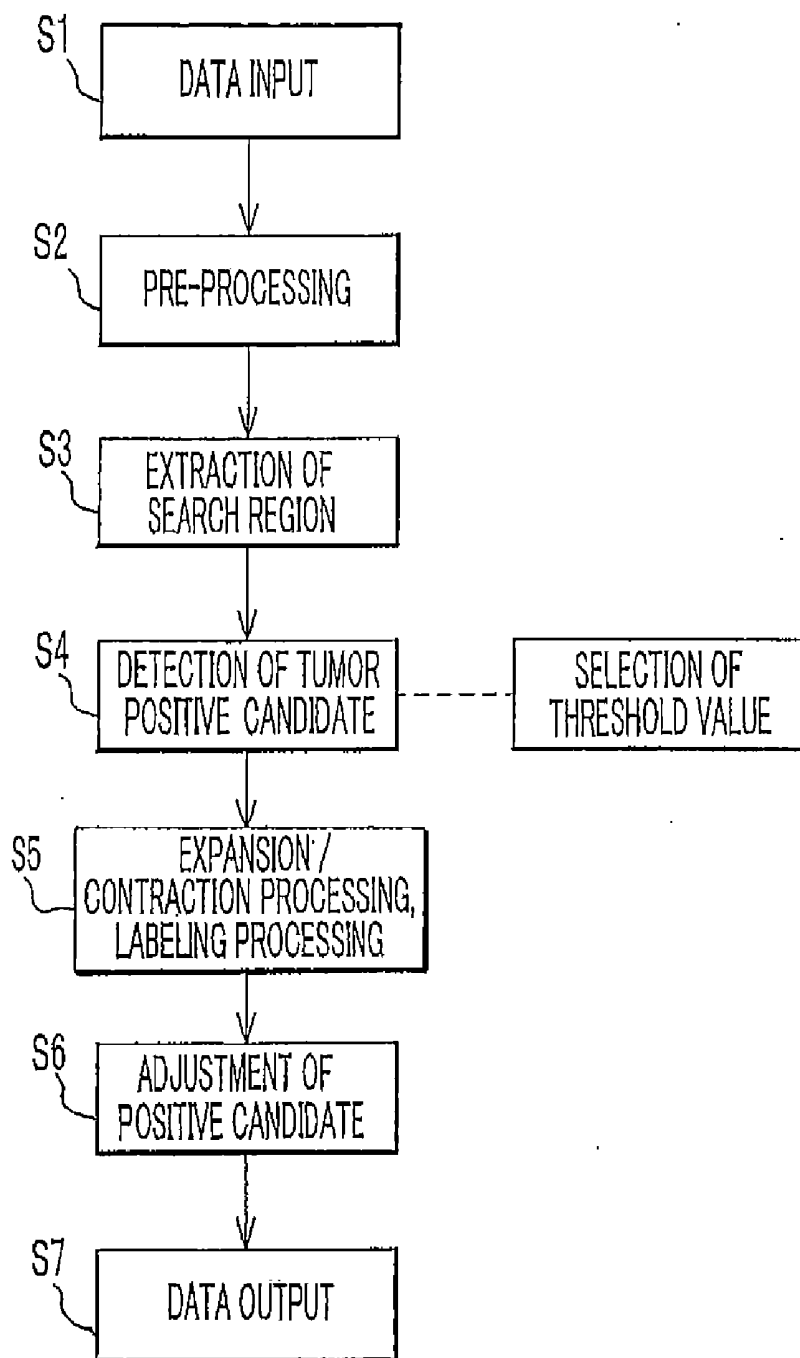 S1
DATA INPUT
S2
PRE-PROCESSING
S3
EXTRACTION OF
SEARCH REGION
S4
DETECTION OF TUMOR
POSITIVE CANDIDATE
SELECTION OF
THRESHOLD VALUE
S5
EXPANSION /
CONTRACTION PROCESSING,
LABELING PROCESSING
S6
ADJUSTMENT OF
POSITIVE CANDIDATE
S7
DATA OUTPUT